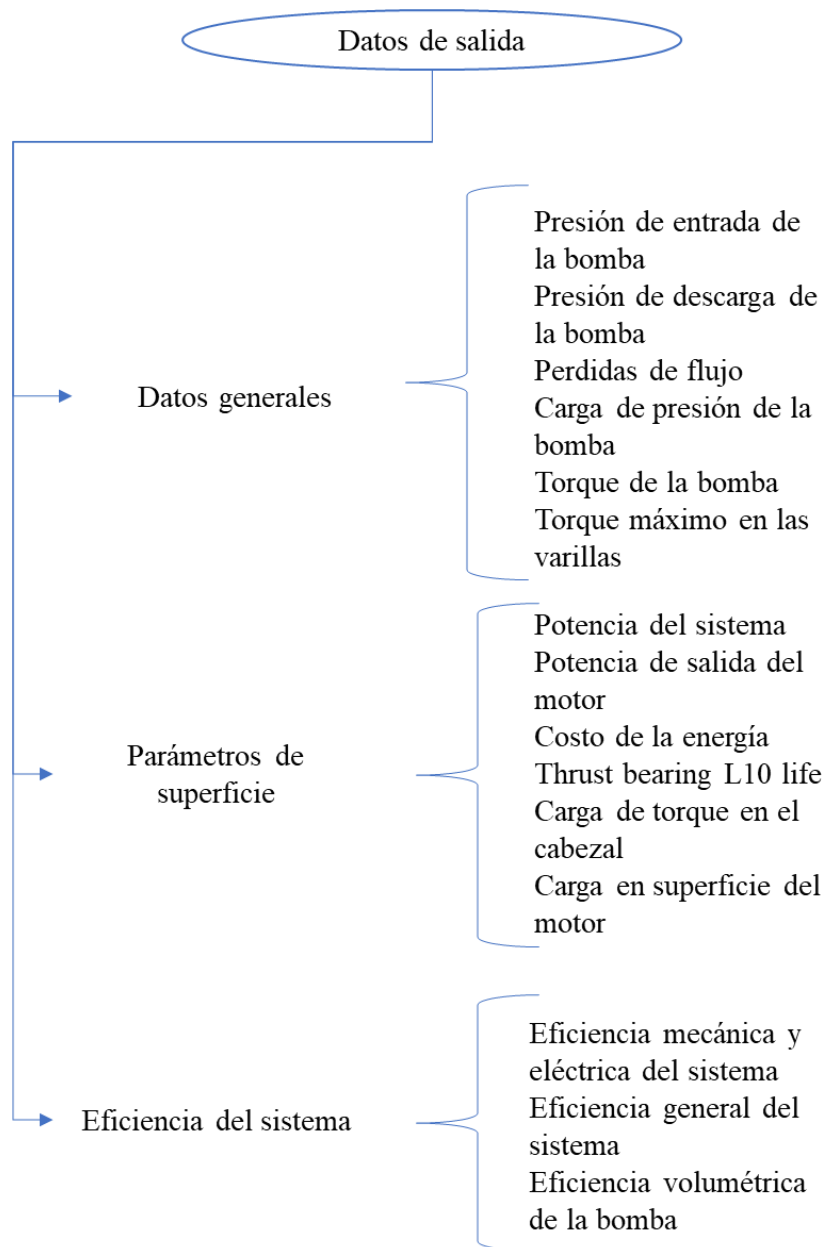 Datos de salida
Datos generales
Presión de entrada de
la bomba
Presión de descarga de
la bomba
Perdidas de flujo
Carga de presión de la
bomba
Torque de la bomba
Torque máximo en las
varillas
Parámetros de
superficie
Potencia del sistema
Potencia de salida del
motor
Costo de la energía
Thrust bearing L10 life
Carga de torque en el
cabezal
Carga en superficie del
motor
Eficiencia del sistema
Eficiencia mecánica y
eléctrica del sistema
Eficiencia general del
sistema
Eficiencia volumétrica
de la bomba